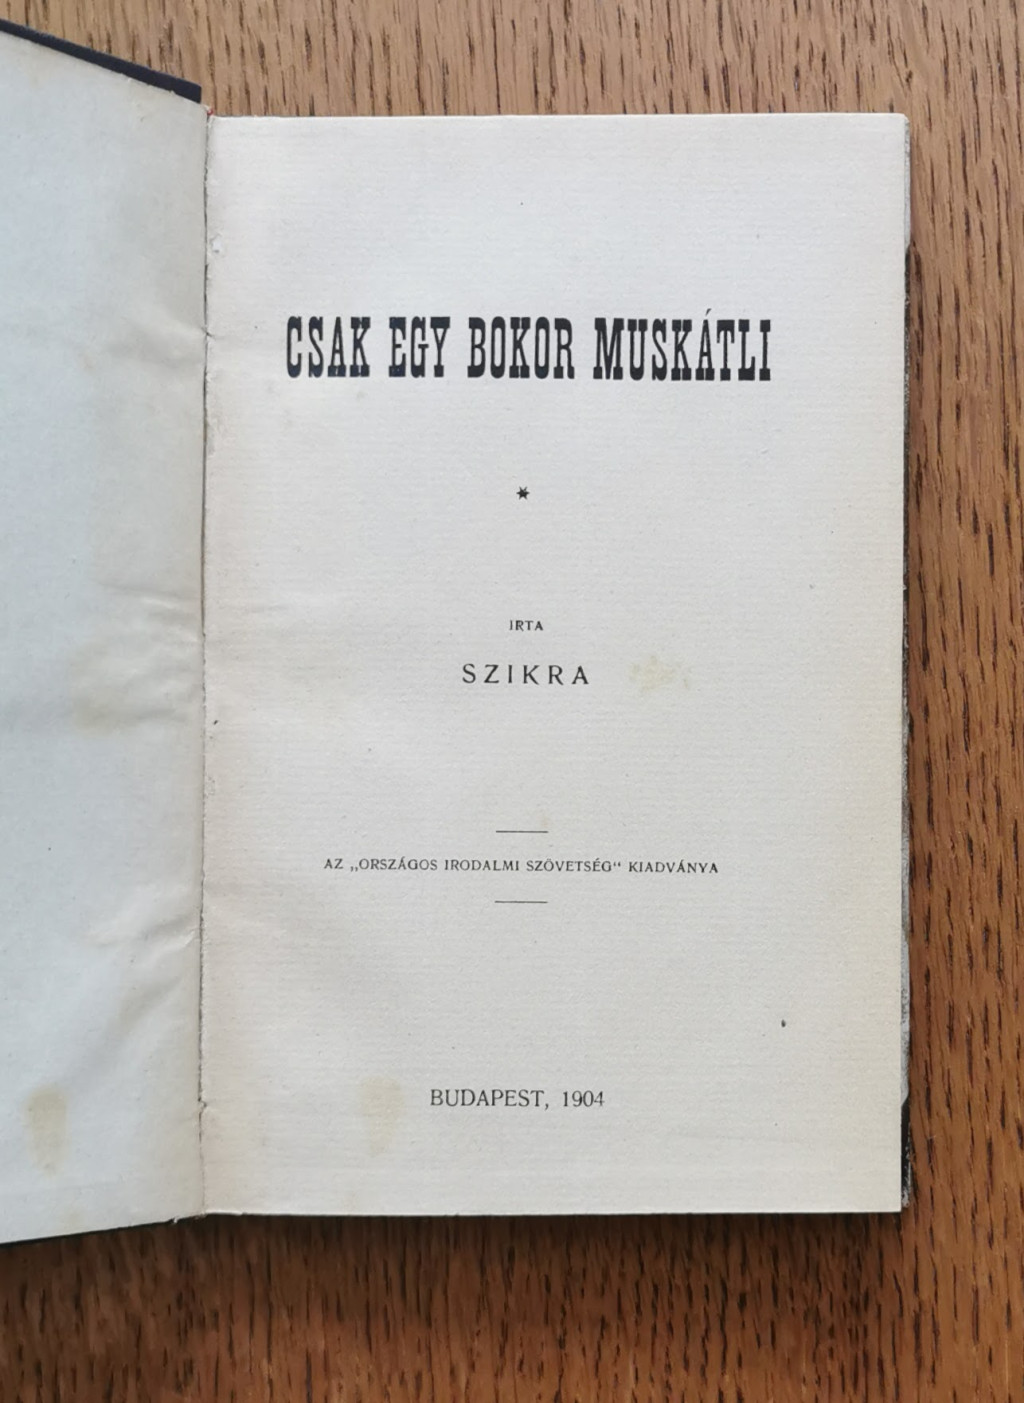 CSAK EGY BOKOR MUSKÁTLI
*
IRTA
SZIKRA
AZ „ORSZÁGOS IRODALMI SZÖVETSÉG“ KIADVÁNYA
BUDAPEST, 1904